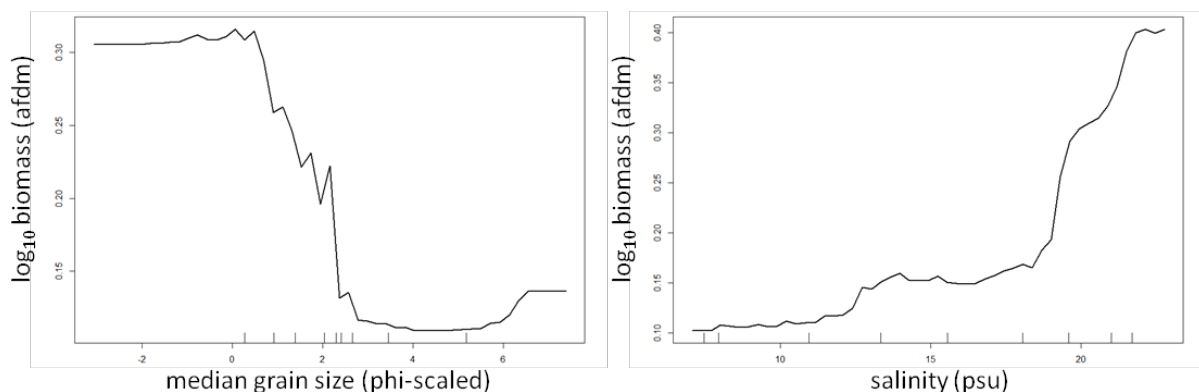 log10 biomass (afdm)
0.30
0.25
0.20
0.15
-2 0 2 4 6
median grain size (phi-scaled)
log10 biomass (afdm)
0.40
0.35
0.30
0.25
0.20
0.15
0.10
10 15 20
salinity (psu)